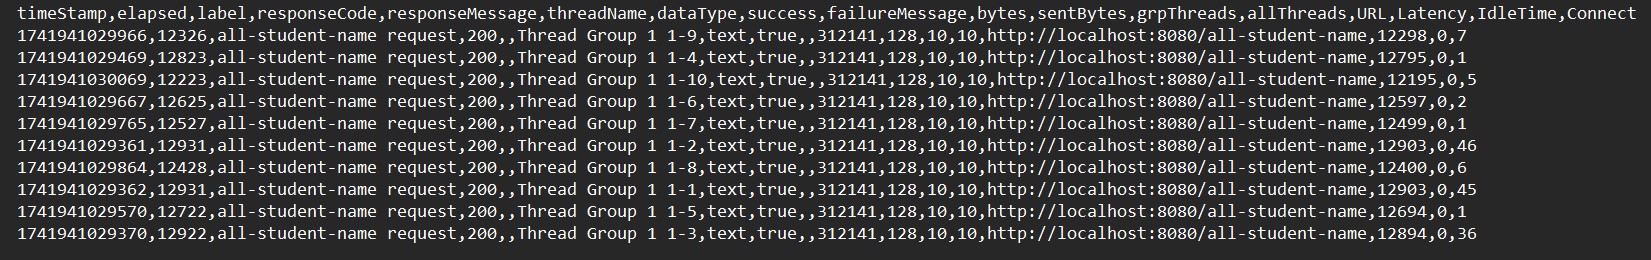 timeStamp,elapsed,label,responseCode,responseMessage,threadName,dataType,success,failureMessage,bytes,sentBytes,grpThreads,allThreads,URL,Latency,IdleTime,Connect
1741941029966,12326,all-student-name request,200,,Thread Group 1 1-9,text,true,,312141,128,10,10,http://localhost:8080/all-student-name,12298,0,7
1741941029469,12823,all-student-name request,200,,Thread Group 1 1-4,text,true,,312141,128,10,10,http://localhost:8080/all-student-name,12795,0,1
1741941030069,12223,all-student-name request,200,,Thread Group 1 1-10,text,true,,312141,128,10,10,http://localhost:8080/all-student-name,12195,0,5
1741941029667,12625,all-student-name request,200,,Thread Group 1 1-6,text,true,,312141,128,10,10,http://localhost:8080/all-student-name,12597,0,2
1741941029765,12527,all-student-name request,200,,Thread Group 1 1-7,text,true,,312141,128,10,10,http://localhost:8080/all-student-name,12499,0,1
1741941029361,12931,all-student-name request,200,,Thread Group 1 1-2,text,true,,312141,128,10,10,http://localhost:8080/all-student-name,12903,0,46
1741941029864,12428,all-student-name request,200,,Thread Group 1 1-8,text,true,,312141,128,10,10,http://localhost:8080/all-student-name,12400,0,6
1741941029362,12931,all-student-name request,200,,Thread Group 1 1-1,text,true,,312141,128,10,10,http://localhost:8080/all-student-name,12903,0,45
1741941029570,12722,all-student-name request,200,,Thread Group 1 1-5,text,true,,312141,128,10,10,http://localhost:8080/all-student-name,12694,0,1
1741941029370,12922,all-student-name request,200,,Thread Group 1 1-3,text,true,,312141,128,10,10,http://localhost:8080/all-student-name,12894,0,36